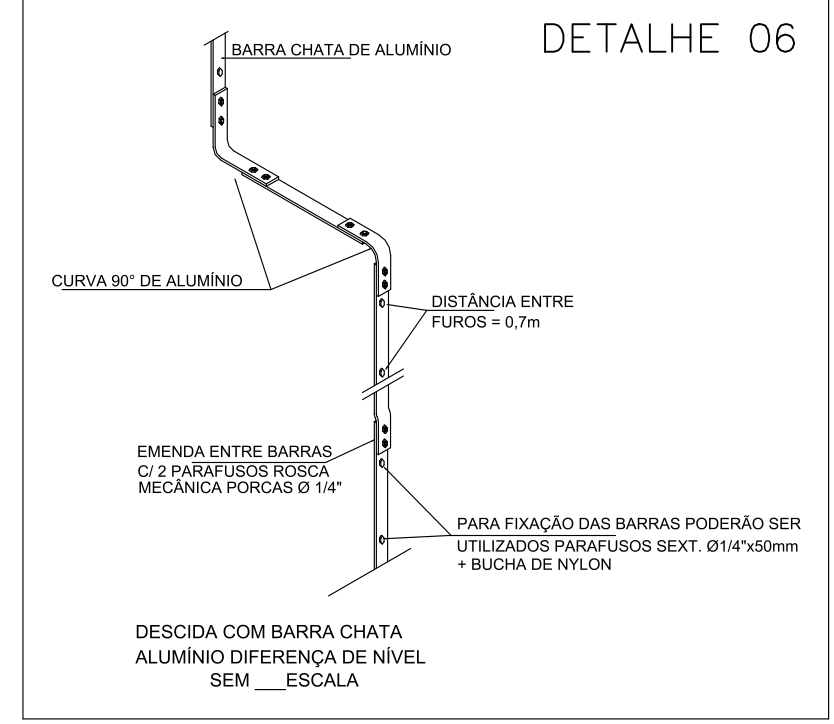 DETALHE 06
BARRA CHATA DE ALUMÍNIO
CURVA 90° DE ALUMÍNIO
DISTÂNCIA ENTRE
FUROS = 0,7m
EMENDA ENTRE BARRAS
C/ 2 PARAFUSOS ROSCA
MECÂNICA PORCAS Ø 1/4"
PARA FIXAÇÃO DAS BARRAS PODERÃO SER
UTILIZADOS PARAFUSOS SEXT. Ø1/4"x50mm
+ BUCHA DE NYLON
DESCIDA COM BARRA CHATA
ALUMÍNIO DIFERENÇA DE NÍVEL
SEM ___ESCALA